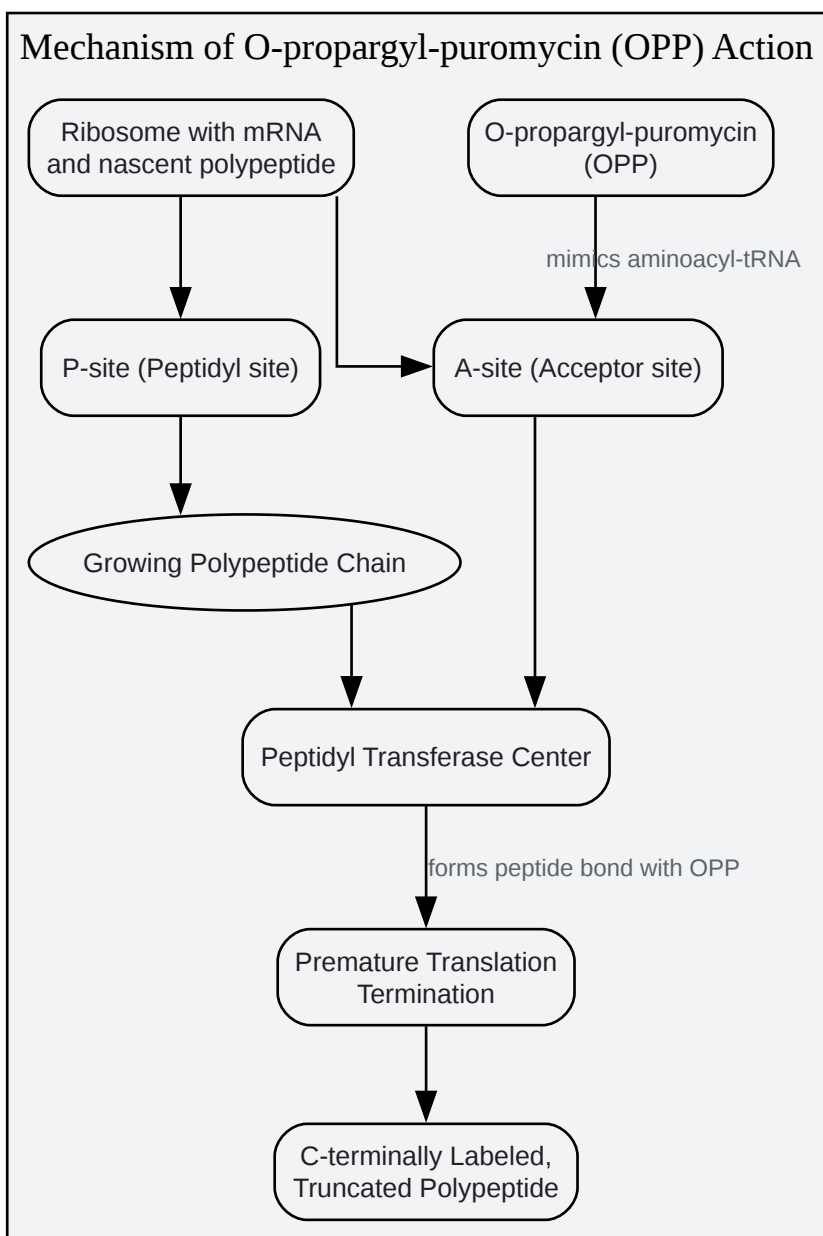 Mechanism of O-propargyl-puromycin (OPP) Action
Ribosome with mRNA
and nascent polypeptide
O-propargyl-puromycin
(OPP)
mimics aminoacyl-tRNA
P-site (Peptidyl site)
A-site (Acceptor site)
Growing Polypeptide Chain
Peptidyl Transferase Center
forms peptide bond with OPP
Premature Translation
Termination
C-terminally Labeled,
Truncated Polypeptide